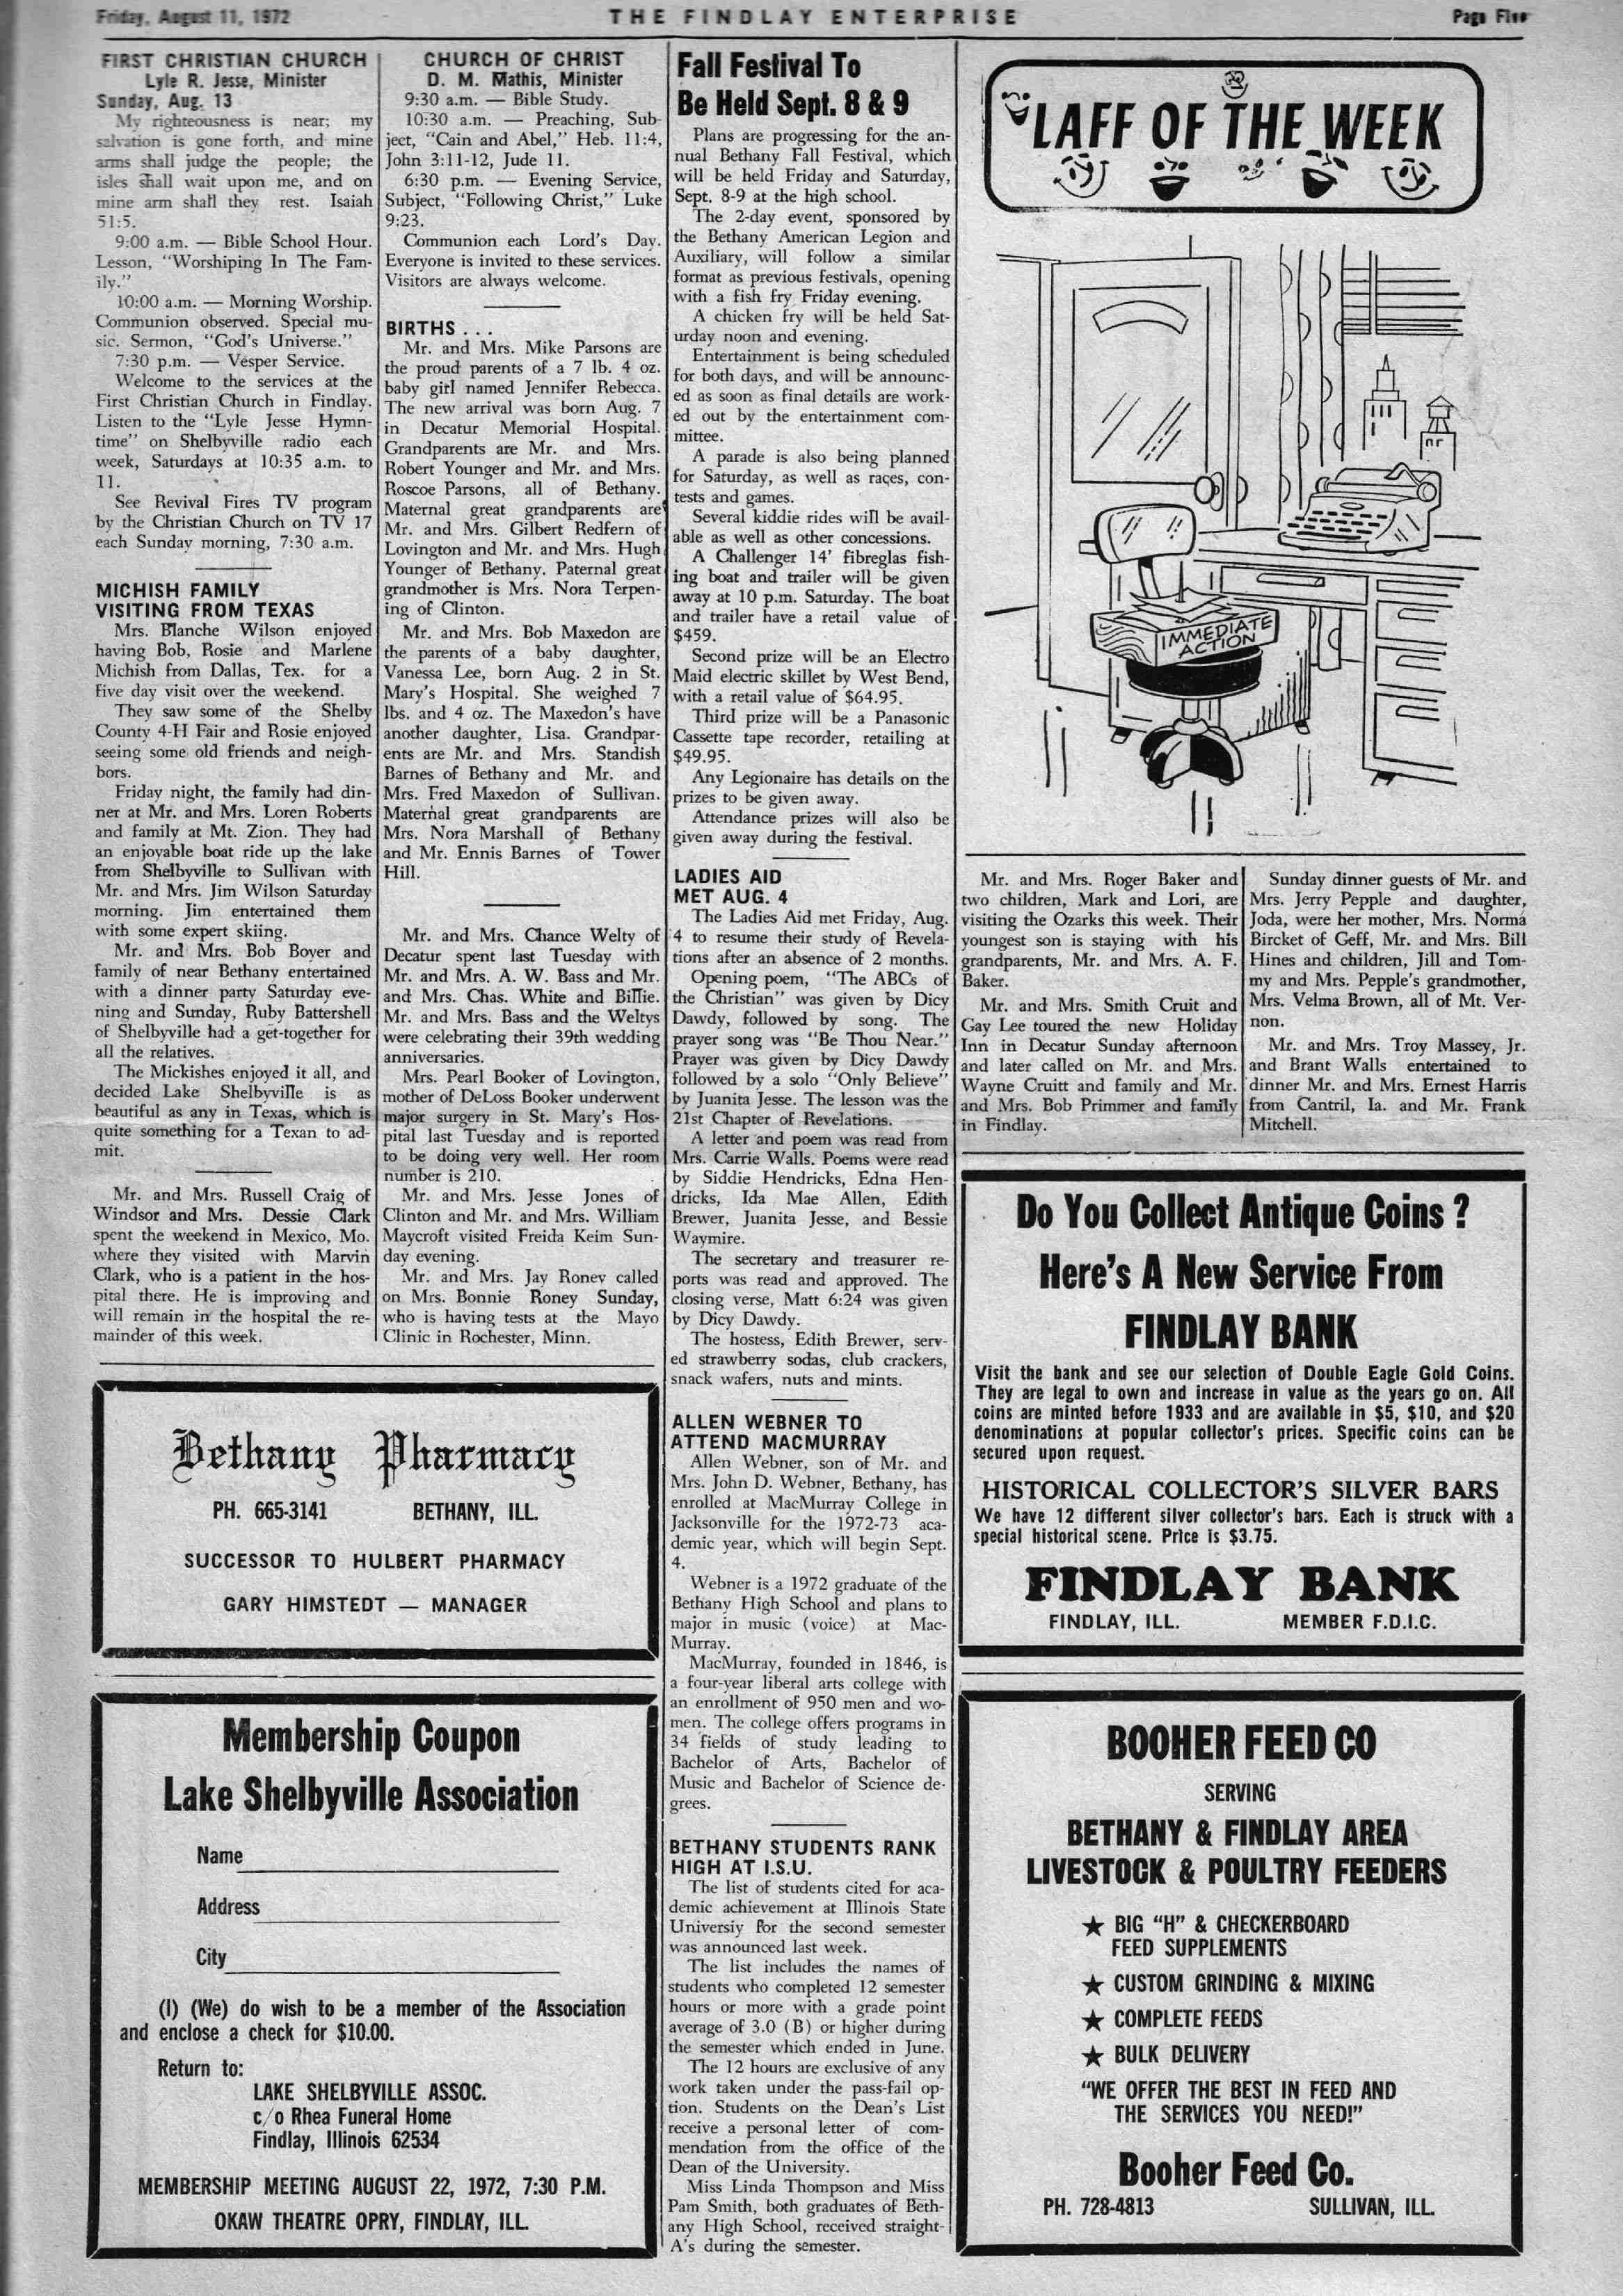 Friday, August 11, 1972
THE FINDLAY ENTERPRISE
Page Five
FIRST CHRISTIAN CHURCH
Lyle R. Jesse, Minister
Sunday, Aug. 13
My righteousness is near; my
salvation is gone forth, and mine
arms shall judge the people; the
isles shall wait upon me, and on
mine arm shall they rest. Isaiah
51:5.
9:00 a.m. — Bible School Hour.
Lesson, "Worshiping In The Fam-
ily."
10:00 a.m. — Morning Worship.
Communion observed. Special mu-
sic. Sermon, "God's Universe."
7:30 p.m. — Vesper Service.
Welcome to the services at the
First Christian Church in Findlay.
Listen to the "Lyle Jesse Hymn-
time" on Shelbyville radio each
week, Saturdays at 10:35 a.m. to
11.
See Revival Fires TV program
by the Christian Church on TV 17
each Sunday morning, 7:30 a.m.
MICHISH FAMILY
VISITING FROM TEXAS
Mrs. Blanche Wilson enjoyed
having Bob, Rosie and Marlene
Michish from Dallas, Tex. for a
five day visit over the weekend.
They saw some of the Shelby
County 4-H Fair and Rosie enjoyed
seeing some old friends and neigh-
bors.
Friday night, the family had din-
ner at Mr. and Mrs. Loren Roberts
and family at Mt. Zion. They had
an enjoyable boat ride up the lake
from Shelbyville to Sullivan with
Mr. and Mrs. Jim Wilson Saturday
morning. Jim entertained them
with some expert skiing.
Mr. and Mrs. Bob Boyer and
family of near Bethany entertained
with a dinner party Saturday eve-
ning and Sunday, Ruby Battershell
of Shelbyville had a get-together for
all the relatives.
The Mickishes enjoyed it all, and
decided Lake Shelbyville is as
beautiful as any in Texas, which is
quite something for a Texan to ad-
mit.
Mr. and Mrs. Russell Craig of
Windsor and Mrs. Dessie Clark
spent the weekend in Mexico, Mo.
where they visited with Marvin
Clark, who is a patient in the hos-
pital there. He is improving and
will remain in the hospital the re-
mainder of this week.
CHURCH OF CHRIST
D. M. Mathis, Minister
9:30 a.m. — Bible Study.
10:30 a.m. — Preaching, Sub-
ject, "Cain and Abel," Heb. 11:4,
John 3:11-12, Jude 11.
6:30 p.m. — Evening Service,
Subject, "Following Christ," Luke
9:23.
Communion each Lord's Day.
Everyone is invited to these services.
Visitors are always welcome.
BIRTHS . . .
Mr. and Mrs. Mike Parsons are
the proud parents of a 7 lb. 4 oz.
baby girl named Jennifer Rebecca.
The new arrival was born Aug. 7
in Decatur Memorial Hospital.
Grandparents are Mr. and Mrs.
Robert Younger and Mr. and Mrs.
Roscoe Parsons, all of Bethany.
Maternal great grandparents are
Mr. and Mrs. Gilbert Redfern of
Lovington and Mr. and Mrs. Hugh
Younger of Bethany. Paternal great
grandmother is Mrs. Nora Terpen-
ing of Clinton.
Mr. and Mrs. Bob Maxedon are
the parents of a baby daughter,
Vanessa Lee, born Aug. 2 in St.
Mary's Hospital. She weighed 7
lbs. and 4 oz. The Maxedon's have
another daughter, Lisa. Grandpar-
ents are Mr. and Mrs. Standish
Barnes of Bethany and Mr. and
Mrs. Fred Maxedon of Sullivan.
Maternal great grandparents are
Mrs. Nora Marshall of Bethany
and Mr. Ennis Barnes of Tower
Hill.
Mr. and Mrs. Chance Welty of
Decatur spent last Tuesday with
Mr. and Mrs. A. W. Bass and Mr.
and Mrs. Chas. White and Billie.
Mr. and Mrs. Bass and the Weltys
were celebrating their 39th wedding
anniversaries.
Mrs. Pearl Booker of Lovington,
mother of DeLoss Booker underwent
major surgery in St. Mary's Hos-
pital last Tuesday and is reported
to be doing very well. Her room
number is 210.
Mr. and Mrs. Jesse Jones of
Clinton and Mr. and Mrs. William
Maycroft visited Freida Keim Sun-
day evening.
Mr. and Mrs. Jay Roney called
on Mrs. Bonnie Roney Sunday,
who is having tests at the Mayo
Clinic in Rochester, Minn.
Bethany Pharmacy
PH. 665-3141 BETHANY, ILL.
SUCCESSOR TO HULBERT PHARMACY
GARY HIMSTEDT — MANAGER
Membership Coupon
Lake Shelbyville Association
Name
Address
City
(I) (We) do wish to be a member of the Association
and enclose a check for $10.00.
Return to:
LAKE SHELBYVILLE ASSOC.
c/o Rhea Funeral Home
Findlay, Illinois 62534
MEMBERSHIP MEETING AUGUST 22, 1972, 7:30 P.M.
OKAW THEATRE OPRY, FINDLAY, ILL.
Fall Festival To
Be Held Sept. 8 & 9
Plans are progressing for the an-
nual Bethany Fall Festival, which
will be held Friday and Saturday,
Sept. 8-9 at the high school.
The 2-day event, sponsored by
the Bethany American Legion and
Auxiliary, will follow a similar
format as previous festivals, opening
with a fish fry Friday evening.
A chicken fry will be held Sat-
urday noon and evening.
Entertainment is being scheduled
for both days, and will be announc-
ed as soon as final details are work-
ed out by the entertainment com-
mittee.
A parade is also being planned
for Saturday, as well as races, con-
tests and games.
Several kiddie rides will be avail-
able as well as other concessions.
A Challenger 14' fibreglas fish-
ing boat and trailer will be given
away at 10 p.m. Saturday. The boat
and trailer have a retail value of
$459.
Second prize will be an Electro
Maid electric skillet by West Bend,
with a retail value of $64.95.
Third prize will be a Panasonic
Cassette tape recorder, retailing at
$49.95.
Any Legionaire has details on the
prizes to be given away.
Attendance prizes will also be
given away during the festival.
LADIES AID
MET AUG. 4
The Ladies Aid met Friday, Aug.
4 to resume their study of Revela-
tions after an absence of 2 months.
Opening poem, "The ABCs of
the Christian" was given by Dicy
Dawdy, followed by song. The
prayer song was "Be Thou Near."
Prayer was given by Dicy Dawdy
followed by a solo "Only Believe"
by Juanita Jesse. The lesson was the
21st Chapter of Revelations.
A letter and poem was read from
Mrs. Carrie Walls. Poems were read
by Siddie Hendricks, Edna Hen-
dricks, Ida Mae Allen, Edith
Brewer, Juanita Jesse, and Bessie
Waymire.
The secretary and treasurer re-
ports was read and approved. The
closing verse, Matt 6:24 was given
by Dicy Dawdy.
The hostess, Edith Brewer, serv-
ed strawberry sodas, club crackers,
snack wafers, nuts and mints.
ALLEN WEBNER TO
ATTEND MACMURRAY
Allen Webner, son of Mr. and
Mrs. John D. Webner, Bethany, has
enrolled at MacMurray College in
Jacksonville for the 1972-73 aca-
demic year, which will begin Sept.
4.
Webner is a 1972 graduate of the
Bethany High School and plans to
major in music (voice) at Mac-
Murray.
MacMurray, founded in 1846, is
a four-year liberal arts college with
an enrollment of 950 men and wo-
men. The college offers programs in
34 fields of study leading to
Bachelor of Arts, Bachelor of
Music and Bachelor of Science de-
grees.
BETHANY STUDENTS RANK
HIGH AT I.S.U.
The list of students cited for aca-
demic achievement at Illinois State
Universiy for the second semester
was announced last week.
The list includes the names of
students who completed 12 semester
hours or more with a grade point
average of 3.0 (B) or higher during
the semester which ended in June.
The 12 hours are exclusive of any
work taken under the pass-fail op-
tion. Students on the Dean's List
receive a personal letter of com-
mendation from the office of the
Dean of the University.
Miss Linda Thompson and Miss
Pam Smith, both graduates of Beth-
any High School, received straight-
A's during the semester.
LAFF OF THE WEEK
IMMEDIATE
ACTION
Mr. and Mrs. Roger Baker and
two children, Mark and Lori, are
visiting the Ozarks this week. Their
youngest son is staying with his
grandparents, Mr. and Mrs. A. F.
Baker.
Mr. and Mrs. Smith Cruit and
Gay Lee toured the new Holiday
Inn in Decatur Sunday afternoon
and later called on Mr. and Mrs.
Wayne Cruitt and family and Mr.
and Mrs. Bob Primmer and family
in Findlay.
Sunday dinner guests of Mr. and
Mrs. Jerry Pepple and daughter,
Joda, were her mother, Mrs. Norma
Bircket of Geff, Mr. and Mrs. Bill
Hines and children, Jill and Tom-
my and Mrs. Pepple's grandmother,
Mrs. Velma Brown, all of Mt. Ver-
non.
Mr. and Mrs. Troy Massey, Jr.
and Brant Walls entertained to
dinner Mr. and Mrs. Ernest Harris
from Cantril, Ia. and Mr. Frank
Mitchell.
Do You Collect Antique Coins?
Here's A New Service From
FINDLAY BANK
Visit the bank and see our selection of Double Eagle Gold Coins.
They are legal to own and increase in value as the years go on. All
coins are minted before 1933 and are available in $5, $10, and $20
denominations at popular collector's prices. Specific coins can be
secured upon request.
HISTORICAL COLLECTOR'S SILVER BARS
We have 12 different silver collector's bars. Each is struck with a
special historical scene. Price is $3.75.
FINDLAY BANK
FINDLAY, ILL. MEMBER F.D.I.C.
BOOHER FEED CO
SERVING
BETHANY & FINDLAY AREA
LIVESTOCK & POULTRY FEEDERS
★ BIG "H" & CHECKERBOARD
FEED SUPPLEMENTS
★ CUSTOM GRINDING & MIXING
★ COMPLETE FEEDS
★ BULK DELIVERY
"WE OFFER THE BEST IN FEED AND
THE SERVICES YOU NEED!"
Booher Feed Co.
PH. 728-4813 SULLIVAN, ILL.